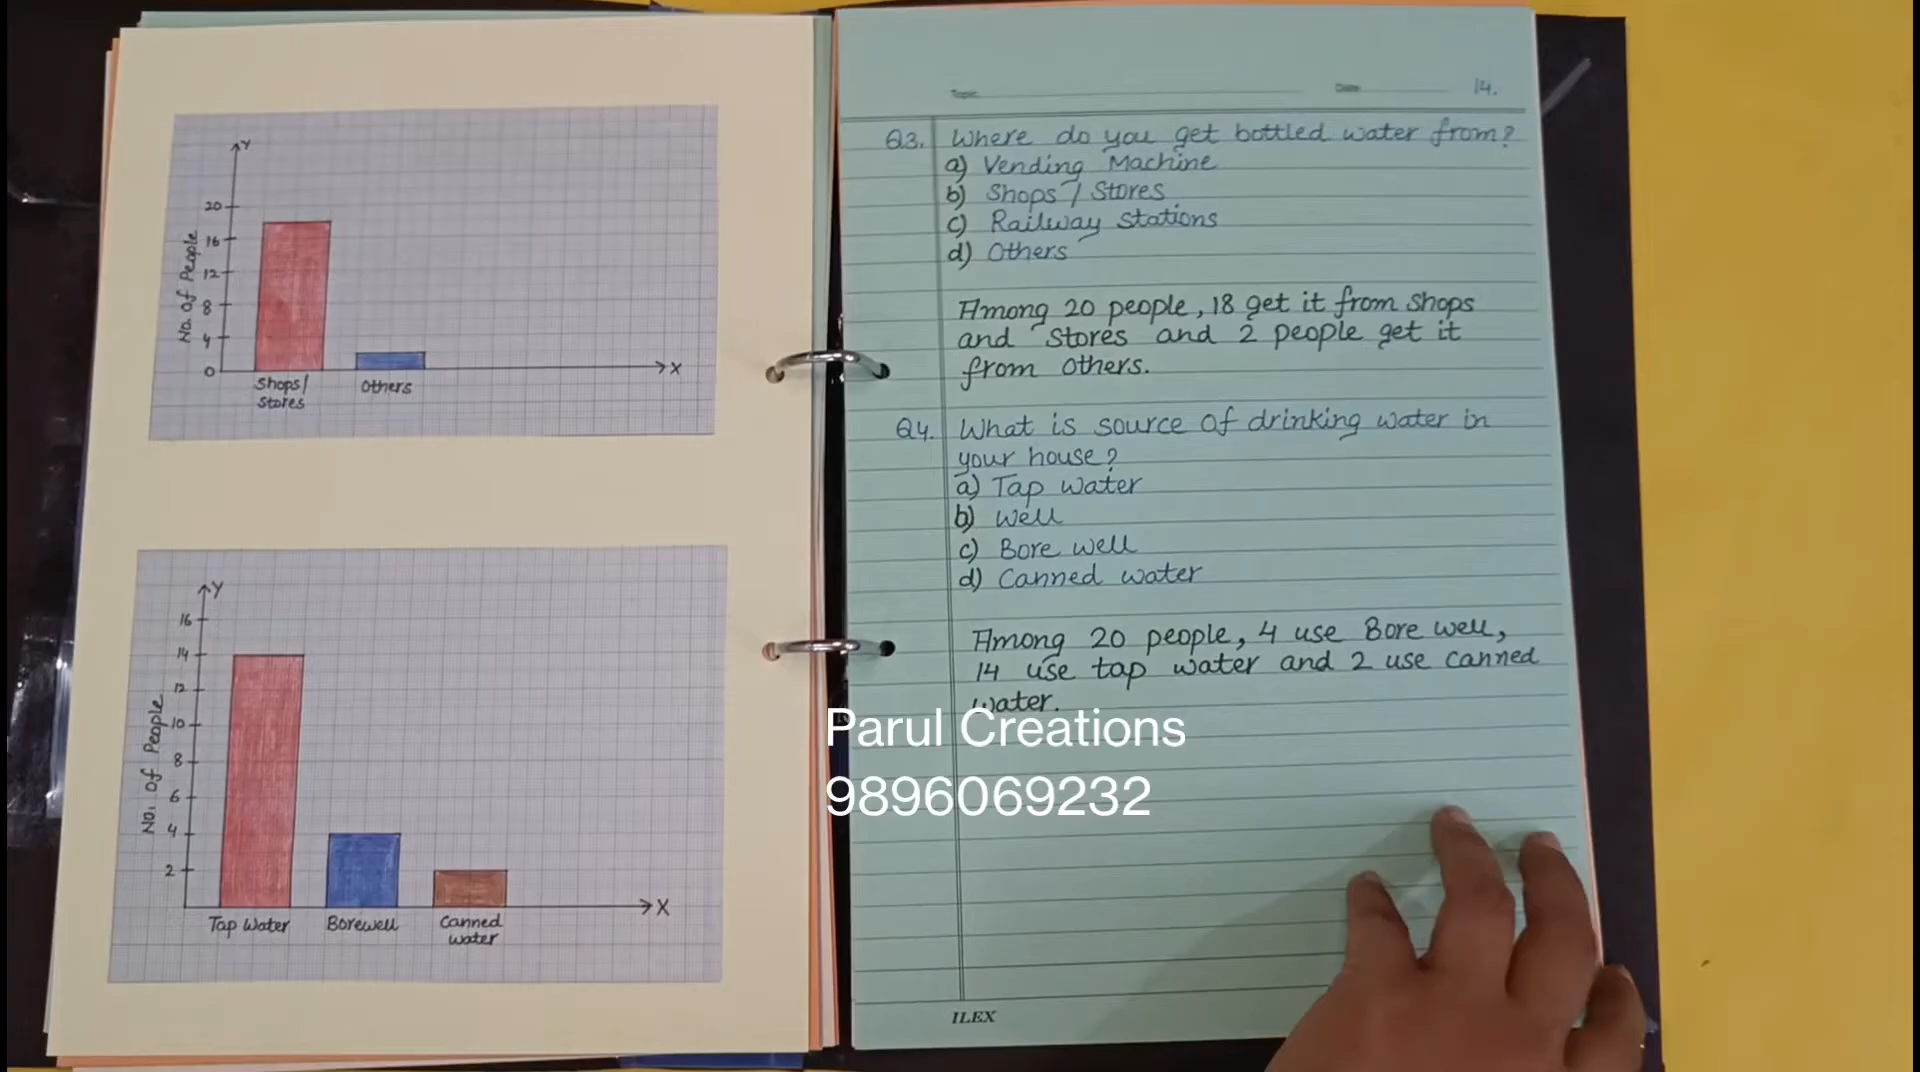 Y
20
16
12
8
4
0
No. of People
X
Shops/
Stores
Others
Y
16
14
12
10
8
6
4
2
No. of People
X
Tap Water
Borewell
Canned
water
Topic
Date
14.
Q3. Where do you get bottled water from?
a) Vending Machine
b) Shops / Stores
c) Railway Stations
d) Others
Among 20 people, 18 get it from shops
and Stores and 2 people get it
from others.
Q4. What is source of drinking water in
your house?
a) Tap water
b) Well
c) Bore well
d) Canned water
Among 20 people, 4 use Bore well,
14 use tap water and 2 use canned
water.
Parul Creations
9896069232
ILEX